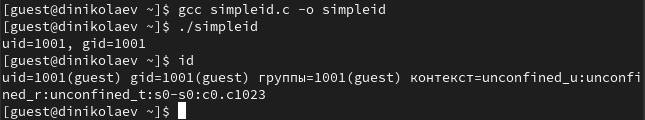 [guest@dinikolaev ~]$ gcc simpleid.c -o simpleid
[guest@dinikolaev ~]$ ./simpleid
uid=1001, gid=1001
[guest@dinikolaev ~]$ id
uid=1001(guest) gid=1001(guest) группы=1001(guest) контекст=unconfined_u:unconfi
ned_r:unconfined_t:s0-s0:c0.c1023
[guest@dinikolaev ~]$